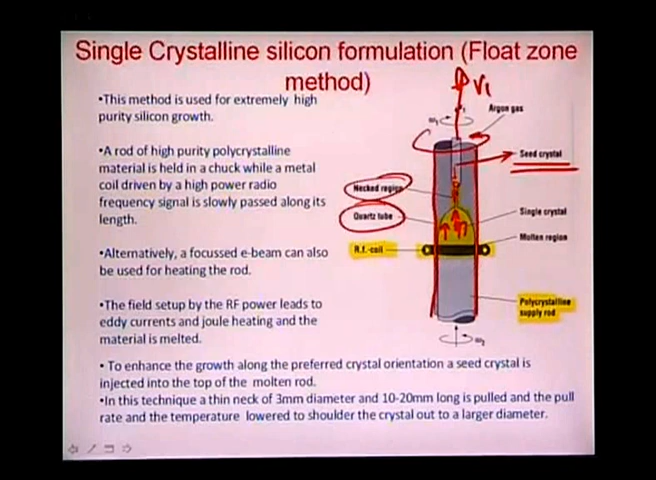 Single Crystalline silicon formulation (Float zone
method)
•This method is used for extremely high
purity silicon growth.
•A rod of high purity polycrystalline
material is held in a chuck while a metal
coil driven by a high power radio
frequency signal is slowly passed along its
length.
•Alternatively, a focussed e-beam can also
be used for heating the rod.
•The field setup by the RF power leads to
eddy currents and joule heating and the
material is melted.
• To enhance the growth along the preferred crystal orientation a seed crystal is
injected into the top of the molten rod.
•In this technique a thin neck of 3mm diameter and 10-20mm long is pulled and the pull
rate and the temperature lowered to shoulder the crystal out to a larger diameter.
V1
Argon gas
ω1
Seed crystal
Necked region
Quartz tube
Single crystal
Molten region
R.f.-coil
Polycrystalline
supply rod
ω2